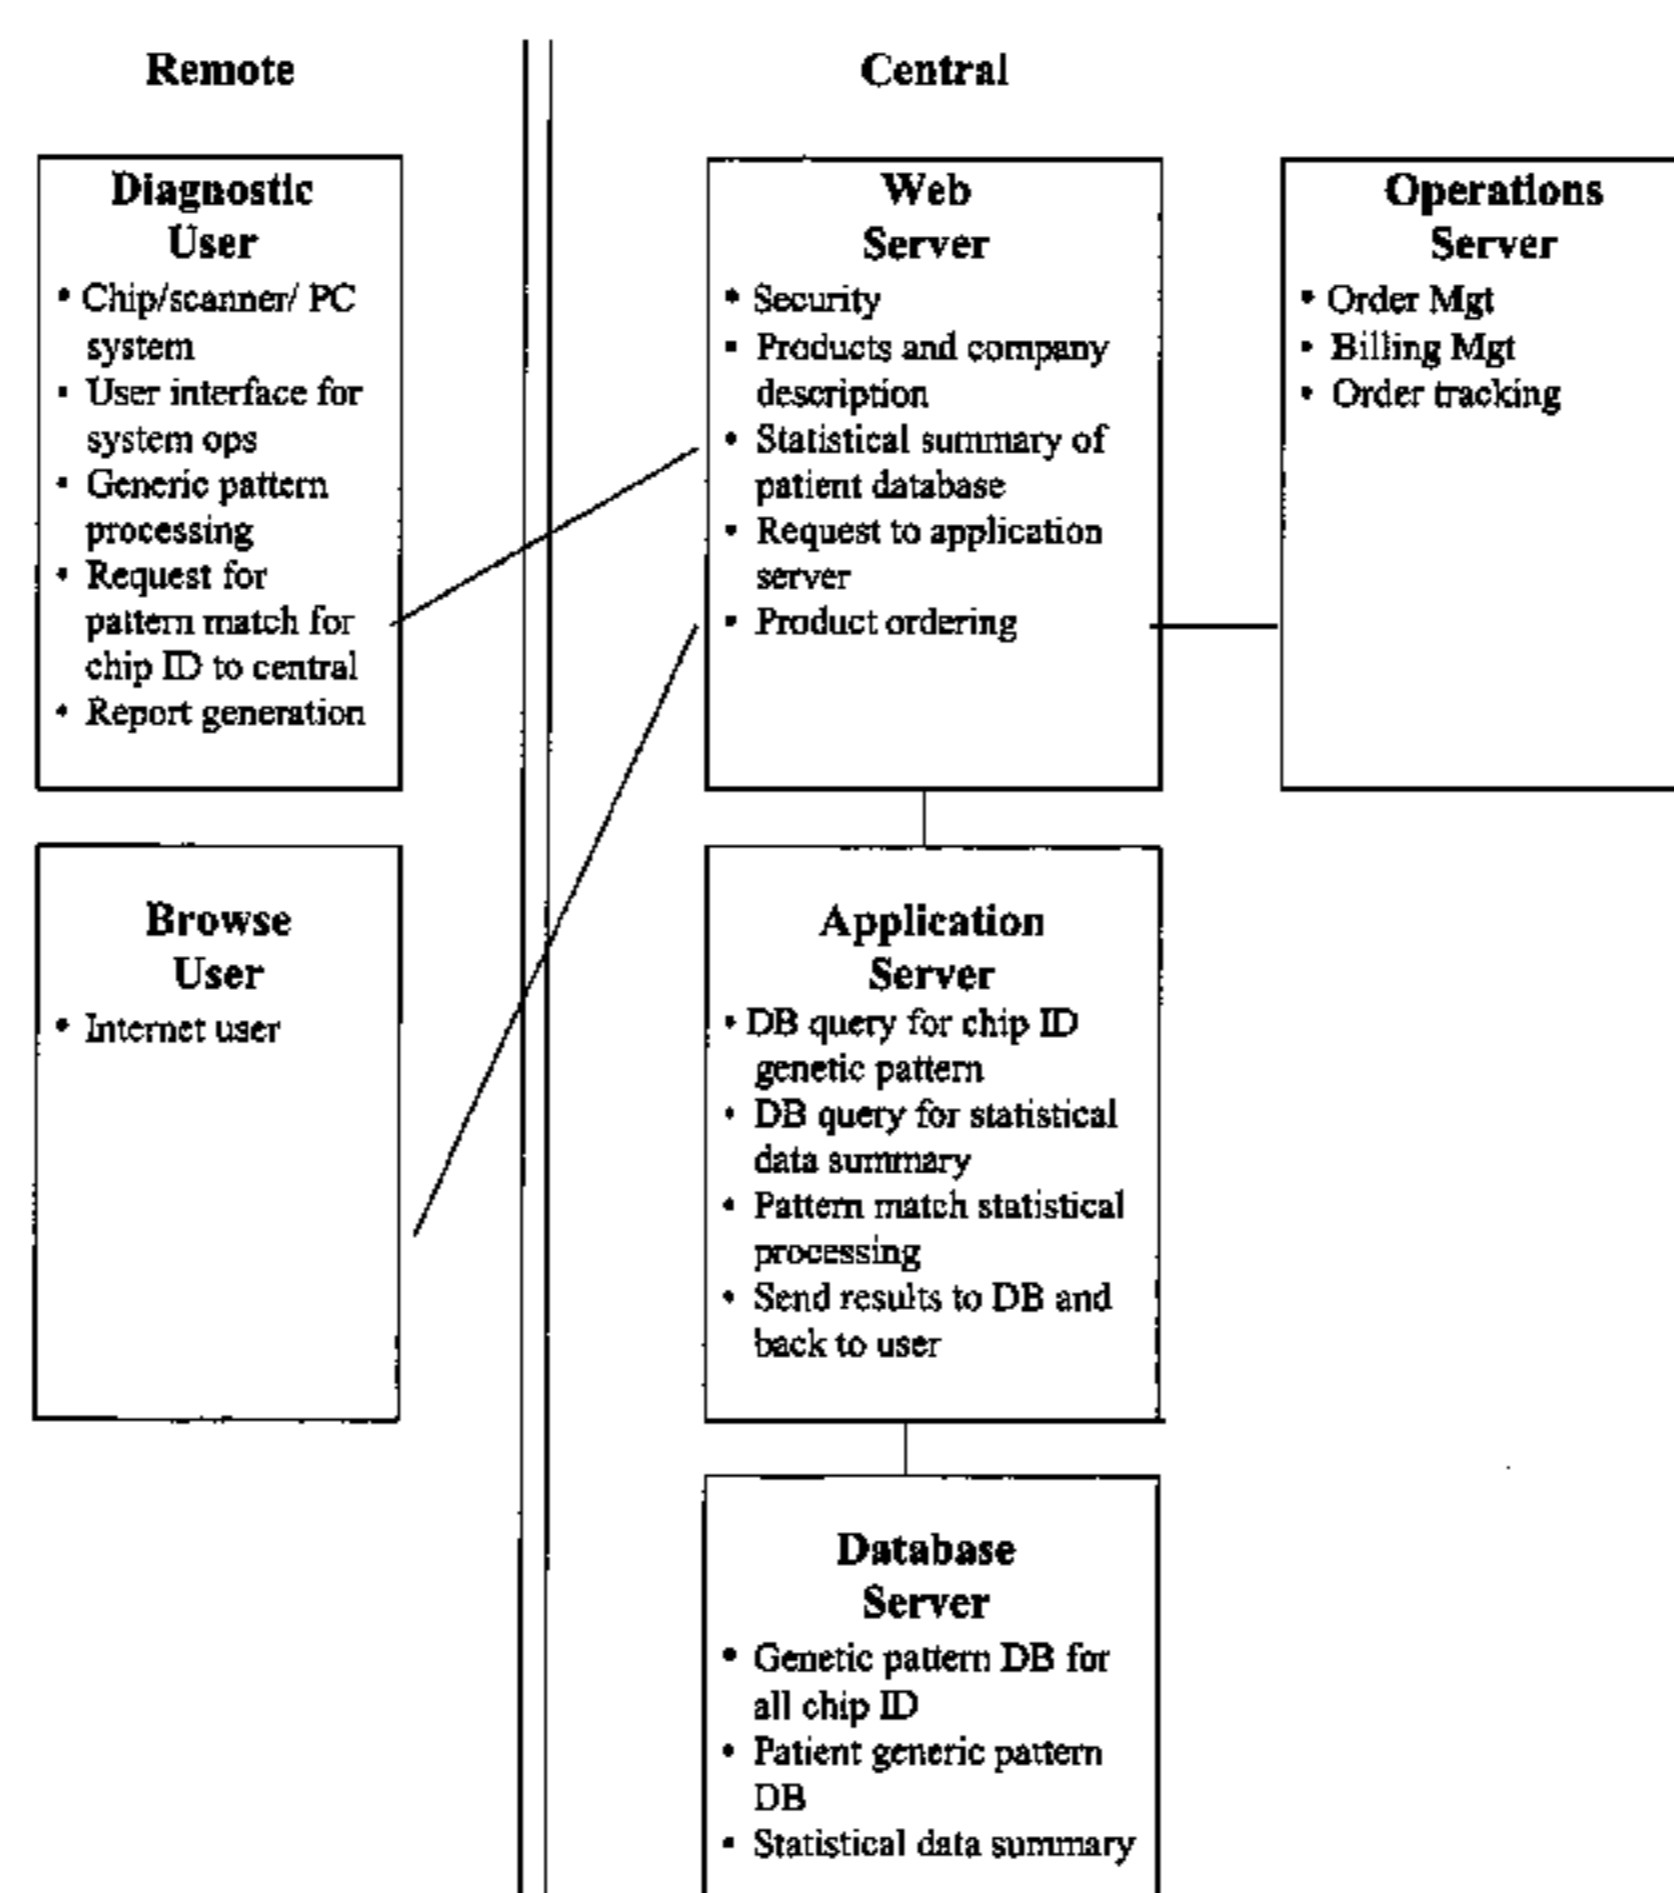 Remote
Central
Diagnostic
User
• Chip/scanner/ PC
system
• User interface for
system ops
• Generic pattern
processing
• Request for
pattern match for
chip ID to central
• Report generation
Web
Server
• Security
• Products and company
description
• Statistical summary of
patient database
• Request to application
server
• Product ordering
Operations
Server
• Order Mgt
• Billing Mgt
• Order tracking
Browse
User
• Internet user
Application
Server
• DB query for chip ID
genetic pattern
• DB query for statistical
data summary
• Pattern match statistical
processing
• Send results to DB and
back to user
Database
Server
• Genetic pattern DB for
all chip ID
• Patient generic pattern
DB
• Statistical data summary